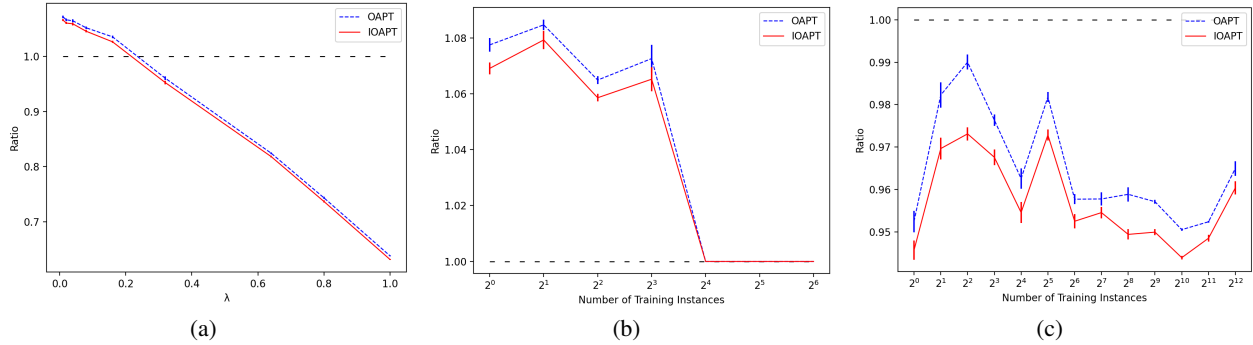 OAPT
IOAPT
Ratio
1.0
0.9
0.8
0.7
0.0 0.2 0.4 0.6 0.8 1.0
λ
(a)
OAPT
IOAPT
Ratio
1.08
1.06
1.04
1.02
1.00
2^0 2^1 2^2 2^3 2^4 2^5 2^6
Number of Training Instances
(b)
OAPT
IOAPT
Ratio
1.00
0.99
0.98
0.97
0.96
0.95
2^0 2^1 2^2 2^3 2^4 2^5 2^6 2^7 2^8 2^9 2^10 2^11 2^12
Number of Training Instances
(c)